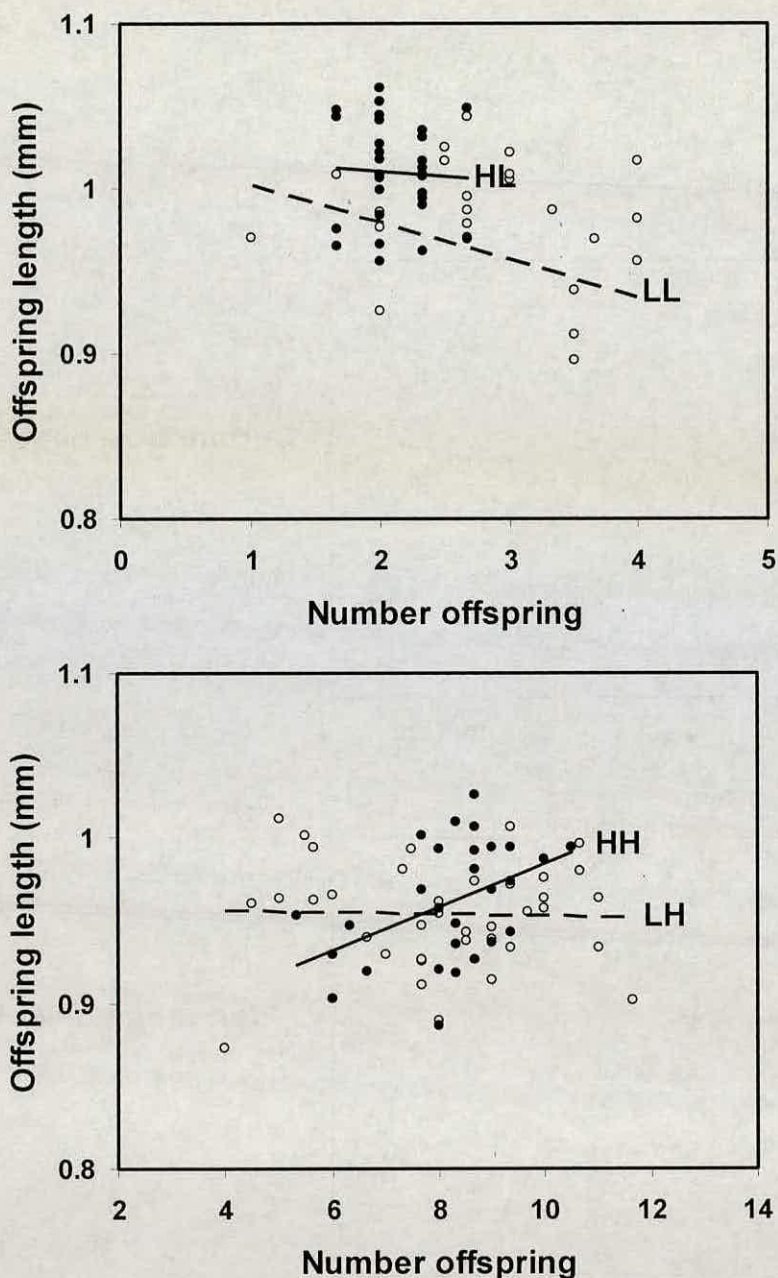 1.1
Offspring length (mm)
1
HL
LL
0.9
0.8
0 1 2 3 4 5
Number offspring
1.1
Offspring length (mm)
1
HH
LH
0.9
0.8
2 4 6 8 10 12 14
Number offspring